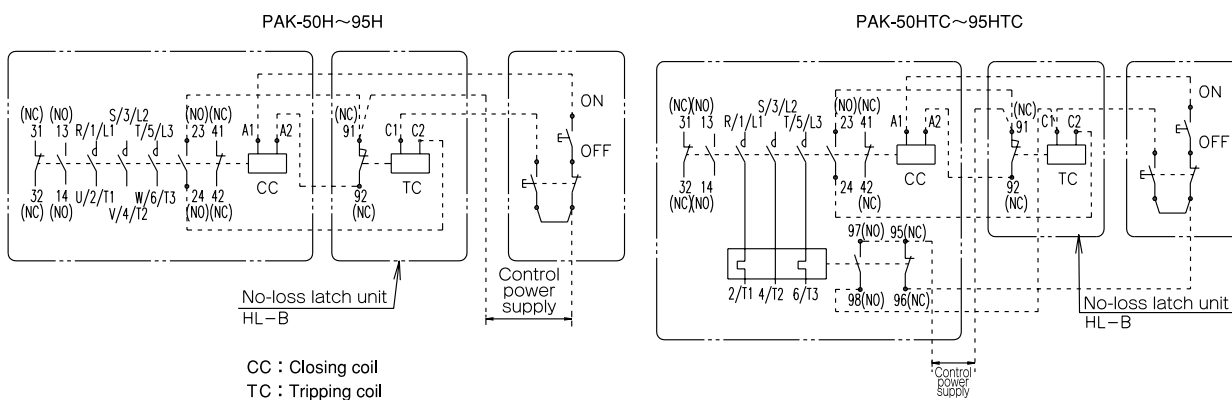 PAK-50H～95H
(NC) (NO) S/3/L2 (NO)(NC) (NC)
31 13 R/1/L1 T/5/L3 23 41 A1 A2 91 C1 C2
ON
OFF
CC TC
32 14 U/2/T1 W/6/T3 24 42 92
(NC) (NO) V/4/T2 (NO)(NC) (NC)
No-loss latch unit
HL-B
Control
power
supply
CC : Closing coil
TC : Tripping coil
PAK-50HTC～95HTC
(NC)(NO) S/3/L2 (NO)(NC) (NC)
31 13 R/1/L1 T/5/L3 23 41 A1 A2 91 C1 C2
ON
OFF
CC TC
32 14 24 42 92
(NC)(NO) (NC) (NC)
97(NO) 95(NC)
2/T1 4/T2 6/T3 98(NO) 96(NC)
No-loss latch unit
HL-B
Control
power
supply